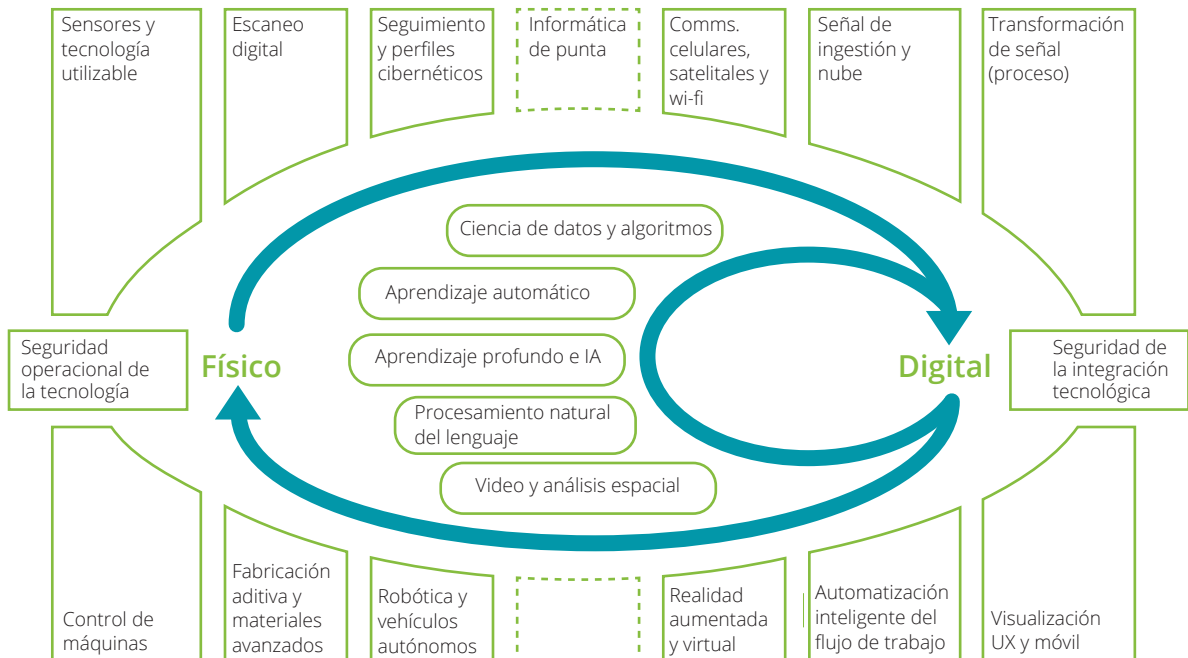 Sensores y
tecnología
utilizable
Escaneo
digital
Seguimiento
y perfiles
cibernéticos
Informática
de punta
Comms.
celulares,
satelitales y
wi-fi
Señal de
ingestión y
nube
Transformación
de señal
(proceso)
Ciencia de datos y algoritmos
Aprendizaje automático
Aprendizaje profundo e IA
Procesamiento natural
del lenguaje
Video y análisis espacial
Seguridad
operacional de
la tecnología
Físico
Digital
Seguridad de
la integración
tecnológica
Control de
máquinas
Fabricación
aditiva y
materiales
avanzados
Robótica y
vehículos
autónomos
Realidad
aumentada
y virtual
Automatización
inteligente del
flujo de trabajo
Visualización
UX y móvil